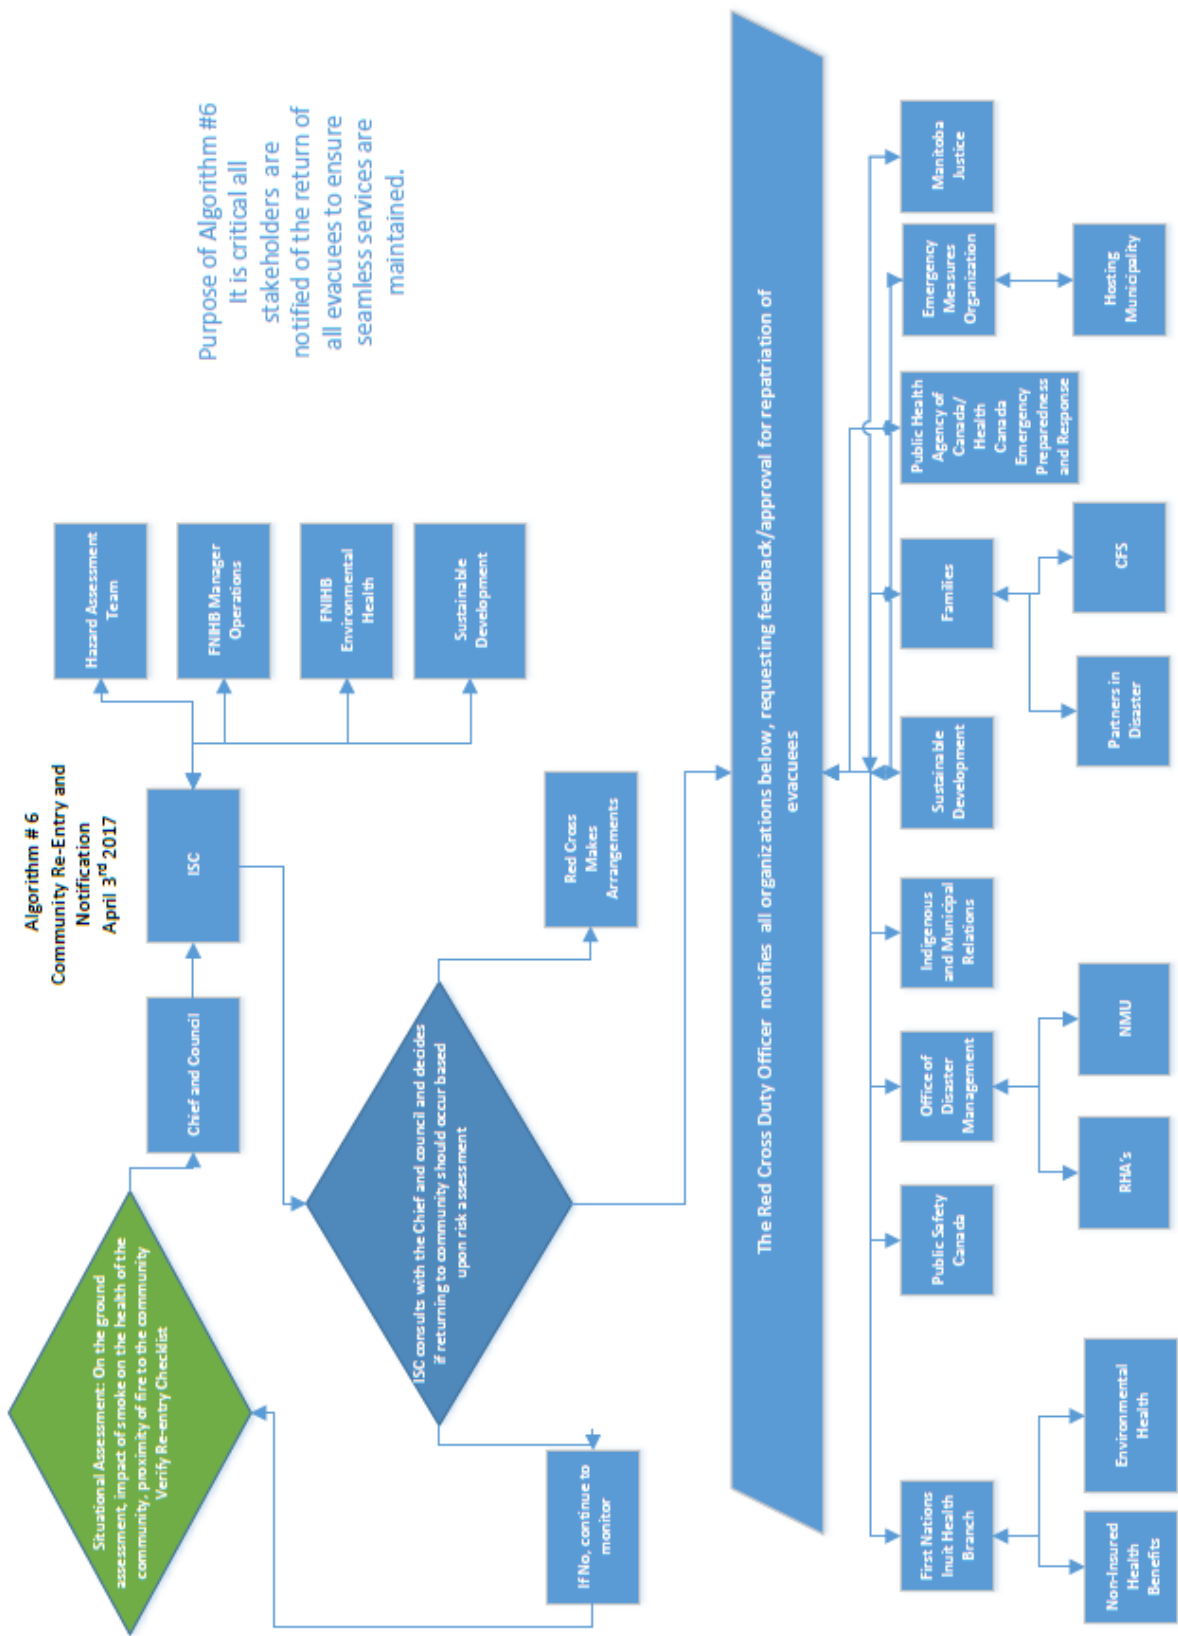 Algorithm # 6
Community Re-Entry and
Notification
April 3rd 2017
Purpose of Algorithm #6
It is critical all
stakeholders are
notified of the return of
all evacuees to ensure
seamless services are
maintained.
Situational Assessment: On the ground
assessment, impact of smoke on the health of the
community, proximity of fire to the community
Verify Re-entry Checklist
Chief and Council
ISC
Hazard Assessment
Team
FNIHB Manager
Operations
FNIHB
Environmental
Health
Sustainable
Development
ISC consults with the Chief and council and decides
if returning to community should occur based
upon risk assessment
If No, continue to
monitor
Red Cross
Makes
Arrangements
The Red Cross Duty Officer notifies all organizations below, requesting feedback/approval for repatriation of
evacuees
First Nations
Inuit Health
Branch
Public Safety
Canada
Office of
Disaster
Management
Indigenous
and Municipal
Relations
Sustainable
Development
Families
Public Health
Agency of
Canada/
Health
Canada
Emergency
Preparedness
and Response
Emergency
Measures
Organization
Manitoba
Justice
Non-Insured
Health
Benefits
Environmental
Health
RHA's
NMU
Partners in
Disaster
CFS
Hosting
Municipality